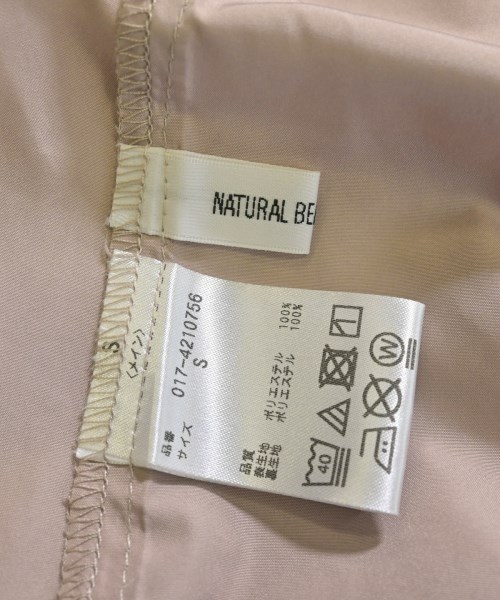 NATURAL BE
S
〈メイン〉
品番 017-4210756
サイズ S
品質
表生地 ポリエステル 100%
裏生地 ポリエステル 100%
40
W